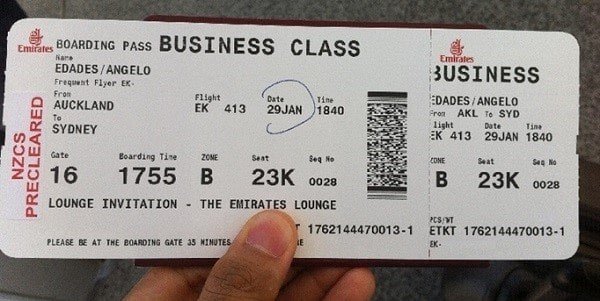 Emirates BOARDING PASS BUSINESS CLASS
Name
EDADES/ANGELO
Frequent Flyer EK-
From
AUCKLAND
To
SYDNEY
Flight Date Time
EK 413 29JAN 1840
Gate Boarding Time ZONE Seat Seq No
16 1755 B 23K 0028
LOUNGE INVITATION - THE EMIRATES LOUNGE
T 1762144470013-1
PLEASE BE AT THE BOARDING GATE 35 MINUTES
NZCS
PRECLEARED
Emirates
BUSINESS
EDADES/ANGELO
From AKL To SYD
light Date Time
EK 413 29JAN 1840
ZONE Seat Seq No
B 23K 0028
PCS/WT
ETKT 1762144470013-1
EK-